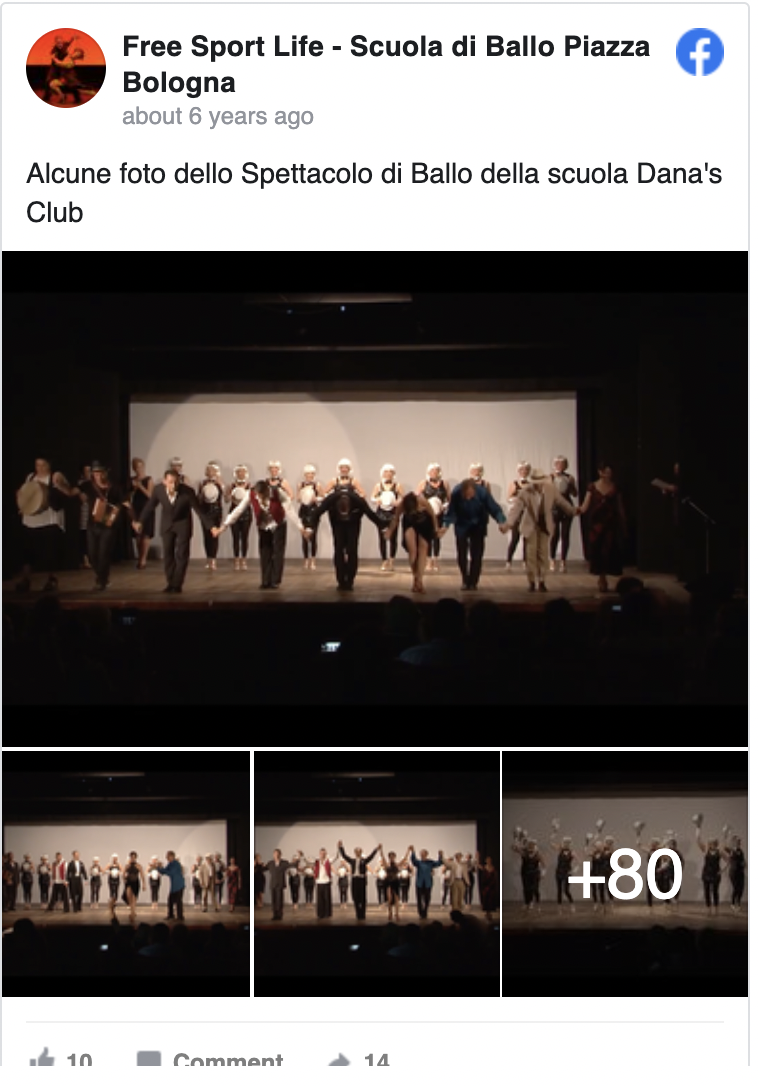 Free Sport Life - Scuola di Ballo Piazza
Bologna
about 6 years ago
Alcune foto dello Spettacolo di Ballo della scuola Dana's
Club
+80
10 Comment 14